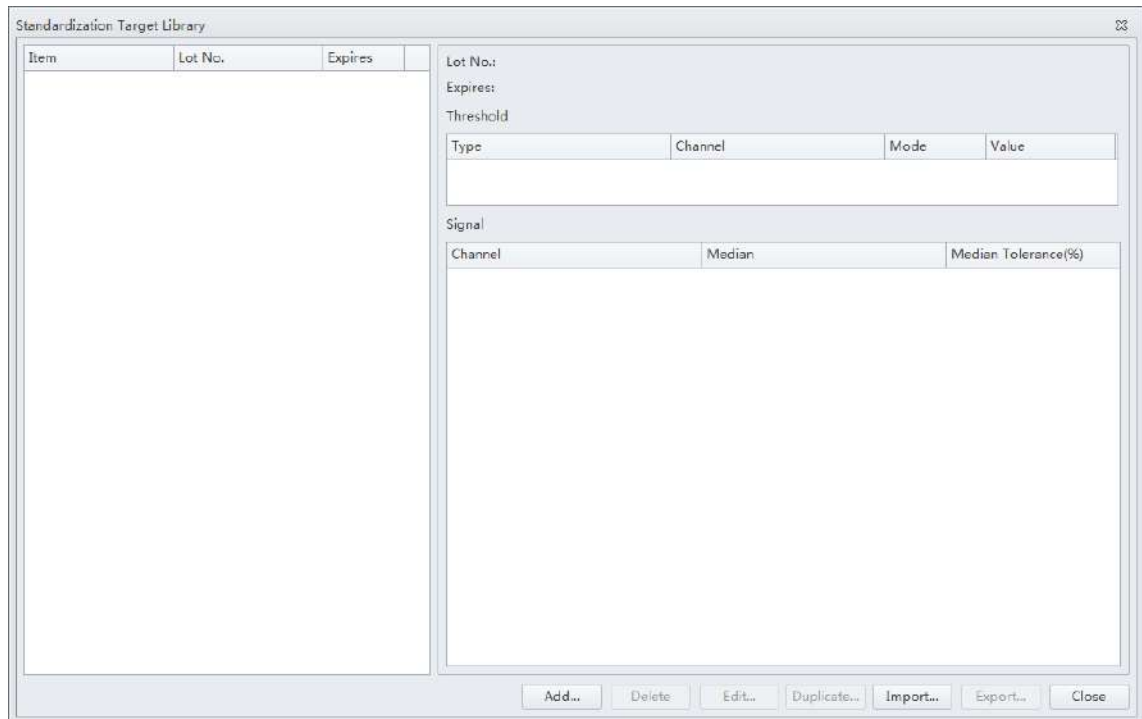 Standardization Target Library
Item Lot No. Expires
Lot No.:
Expires:
Threshold
Type Channel Mode Value
Signal
Channel Median Median Tolerance(%)
Add... Delete Edit... Duplicate... Import... Export... Close